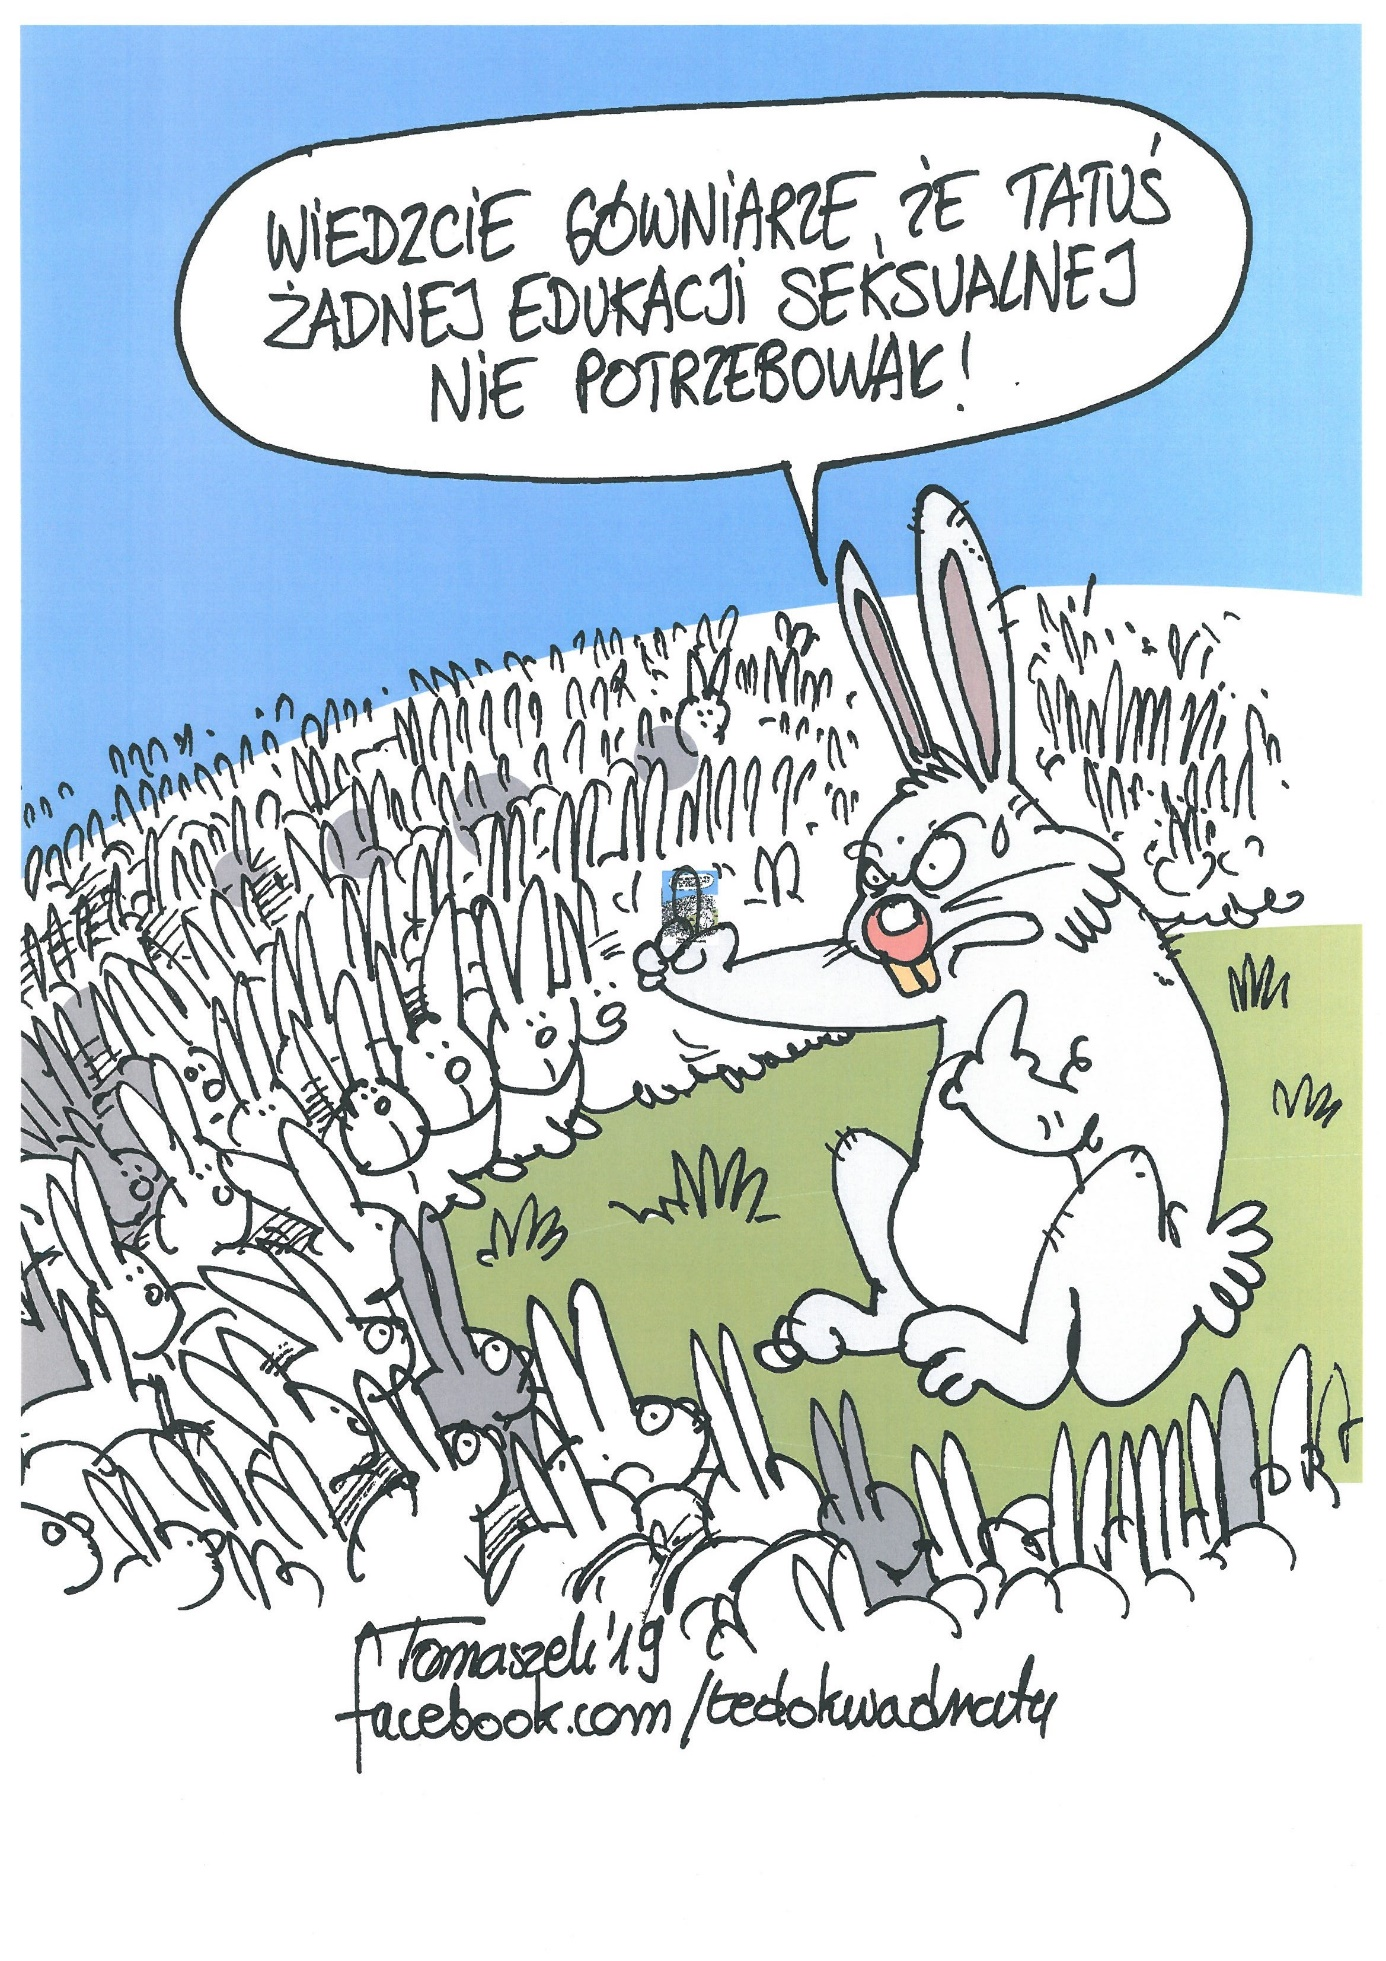 WIEDZCIE GÓWNIARZE, ŻE TATUŚ
ŻADNEJ EDUKACJI SEKSUALNEJ
NIE POTRZEBOWAŁ!
Tomaszek'19
facebook.com/tedokwadratu